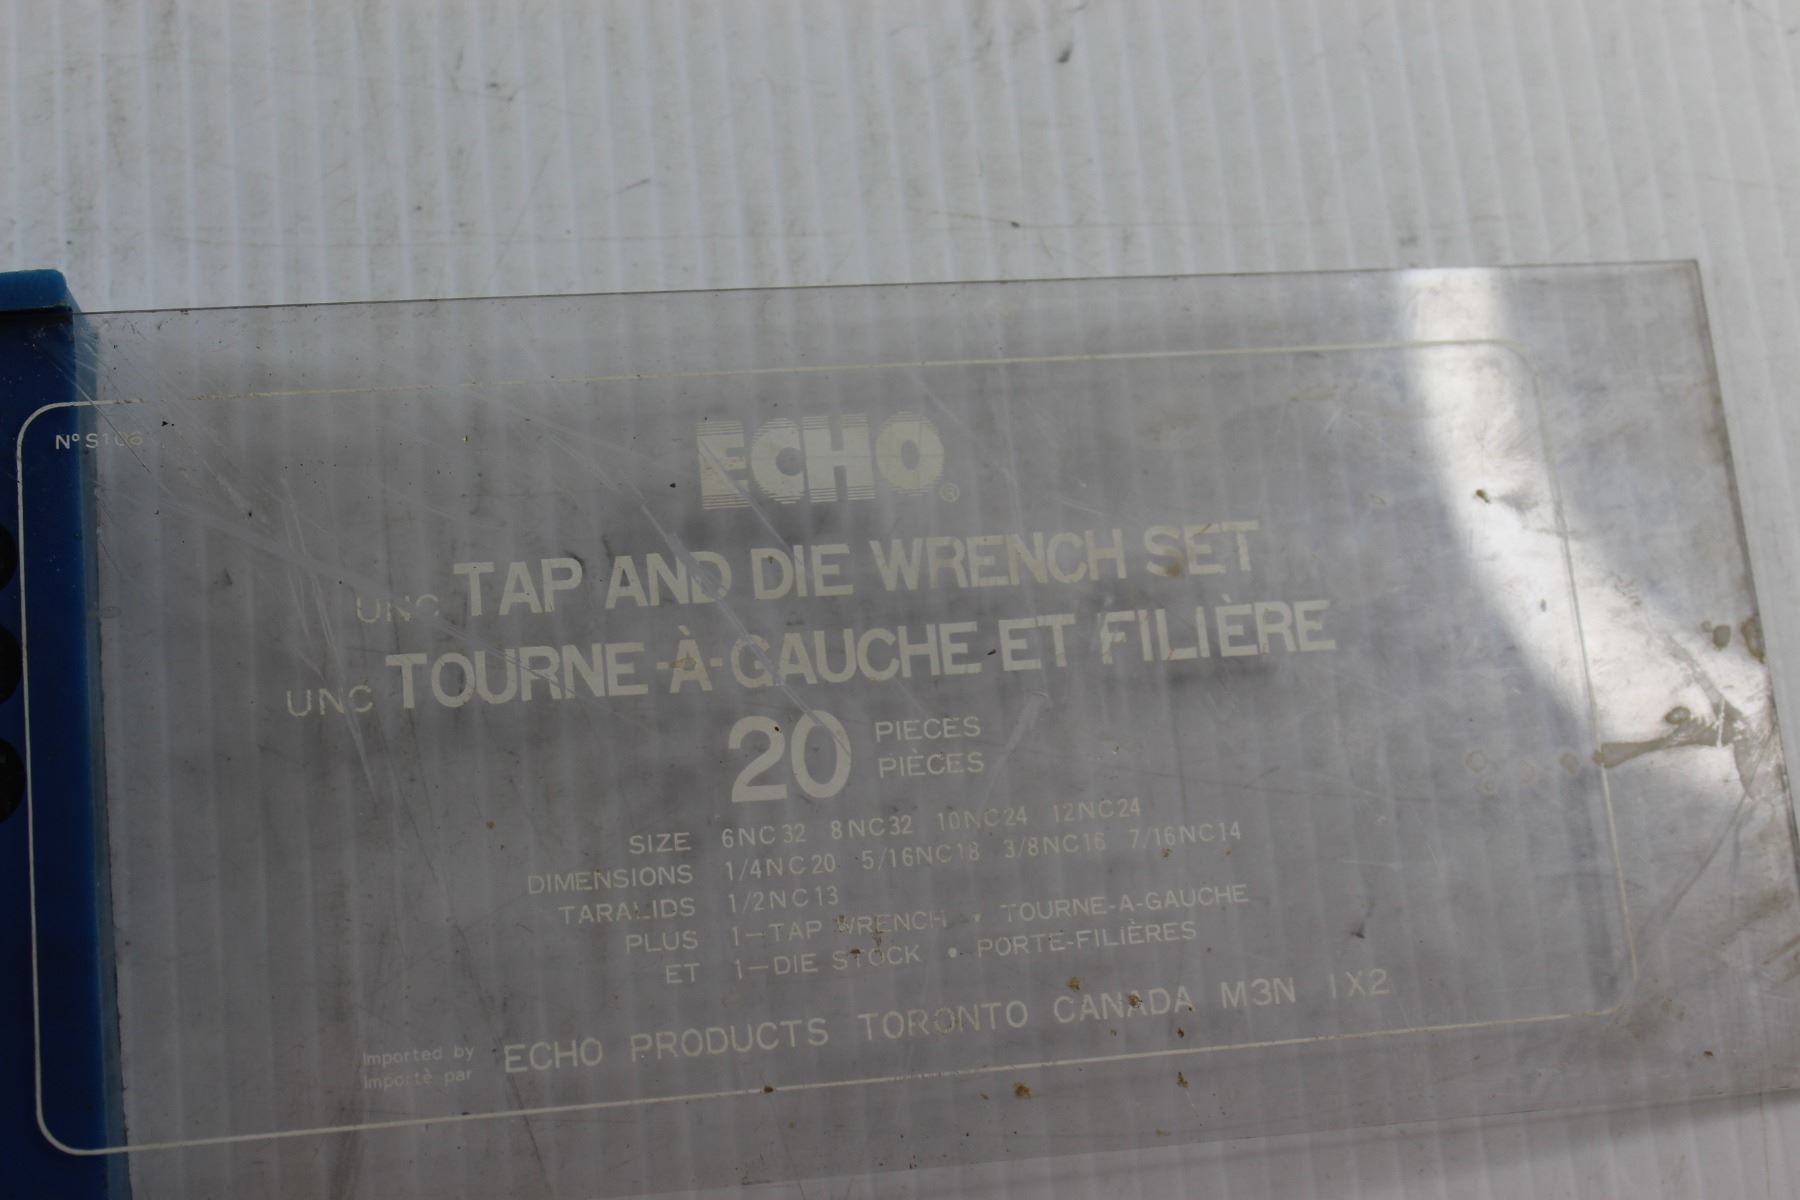 Nº S106
ECHO®
UNC TAP AND DIE WRENCH SET
UNC TOURNE-À-GAUCHE ET FILIÈRE
20 PIECES
PIÈCES
SIZE 6NC32 8NC32 10NC24 12NC24
DIMENSIONS 1/4NC20 5/16NC18 3/8NC16 7/16NC14
TARALIDS 1/2NC13
PLUS 1-TAP WRENCH • TOURNE-A-GAUCHE
ET 1-DIE STOCK • PORTE-FILIÈRES
Imported by
Importè par
ECHO PRODUCTS TORONTO CANADA M3N 1X2